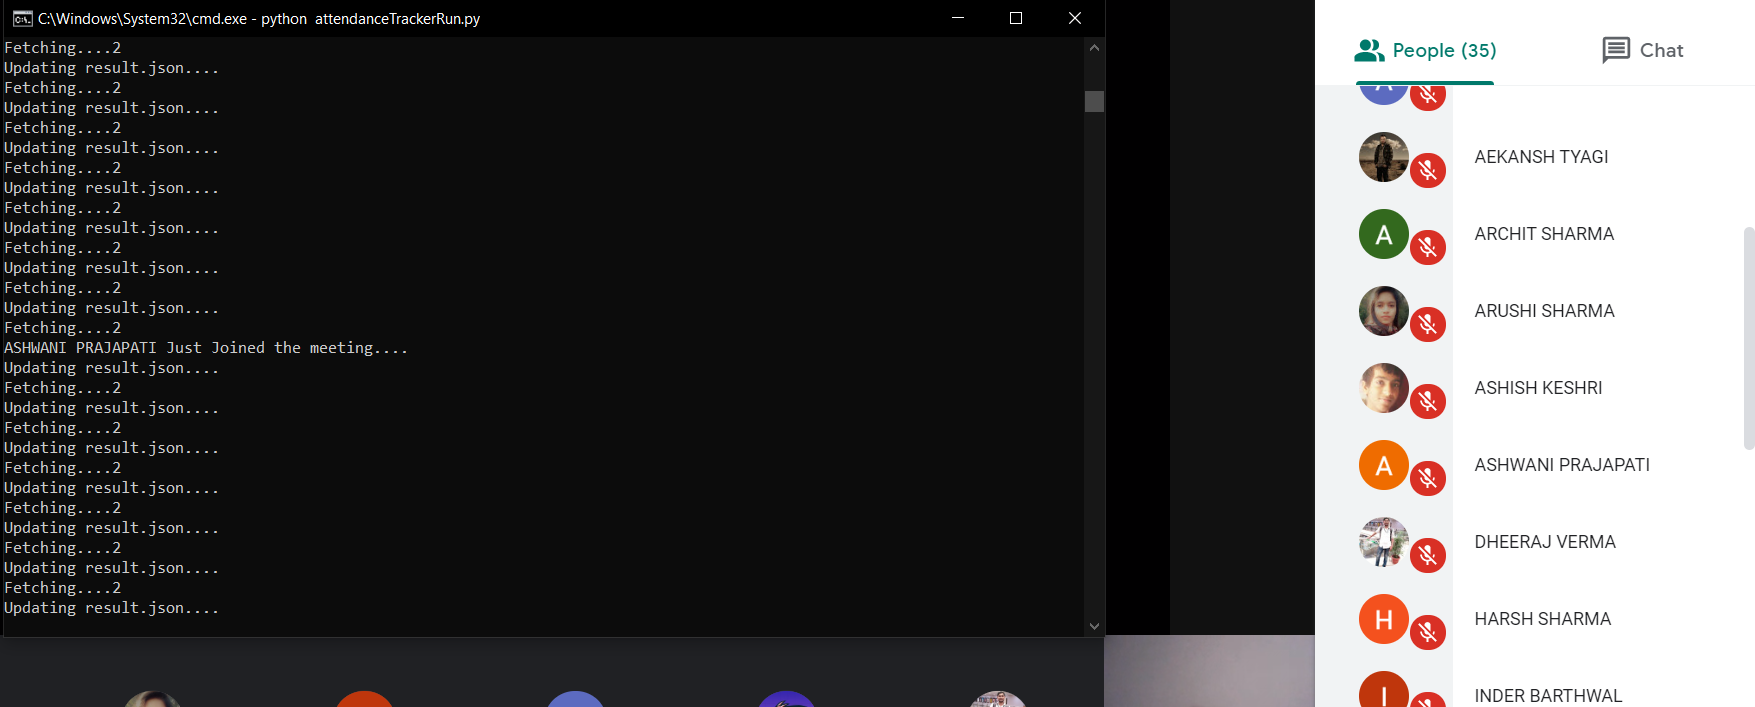 C:\Windows\System32\cmd.exe - python  attendanceTrackerRun.py
Fetching....2
Updating result.json....
Fetching....2
Updating result.json....
Fetching....2
Updating result.json....
Fetching....2
Updating result.json....
Fetching....2
Updating result.json....
Fetching....2
Updating result.json....
Fetching....2
Updating result.json....
Fetching....2
ASHWANI PRAJAPATI Just Joined the meeting....
Updating result.json....
Fetching....2
Updating result.json....
Fetching....2
Updating result.json....
Fetching....2
Updating result.json....
Fetching....2
Updating result.json....
Fetching....2
Updating result.json....
Fetching....2
Updating result.json....
People (35)
Chat
A
AEKANSH TYAGI
A
ARCHIT SHARMA
ARUSHI SHARMA
ASHISH KESHRI
A
ASHWANI PRAJAPATI
DHEERAJ VERMA
H
HARSH SHARMA
I
INDER BARTHWAL